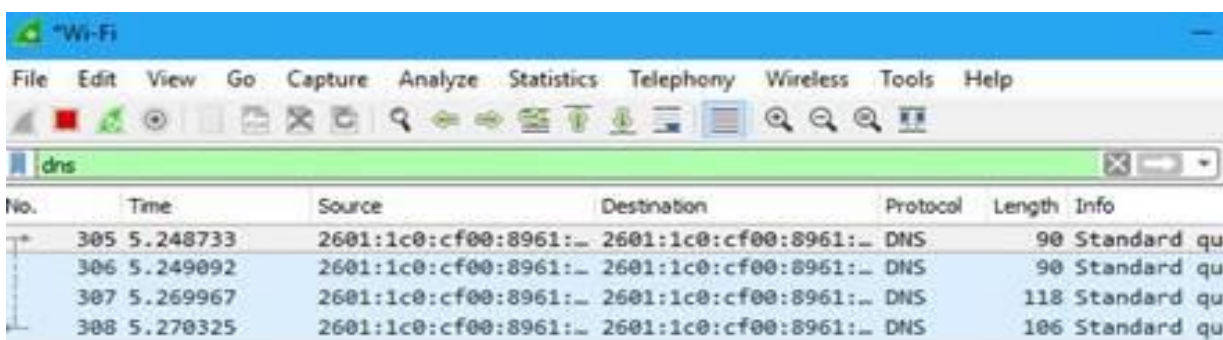 *Wi-Fi
File Edit View Go Capture Analyze Statistics Telephony Wireless Tools Help
dns
No. Time Source Destination Protocol Length Info
305 5.248733 2601:1c0:cf00:8961:… 2601:1c0:cf00:8961:… DNS 90 Standard qu
306 5.249092 2601:1c0:cf00:8961:… 2601:1c0:cf00:8961:… DNS 90 Standard qu
307 5.269967 2601:1c0:cf00:8961:… 2601:1c0:cf00:8961:… DNS 118 Standard qu
308 5.270325 2601:1c0:cf00:8961:… 2601:1c0:cf00:8961:… DNS 106 Standard qu